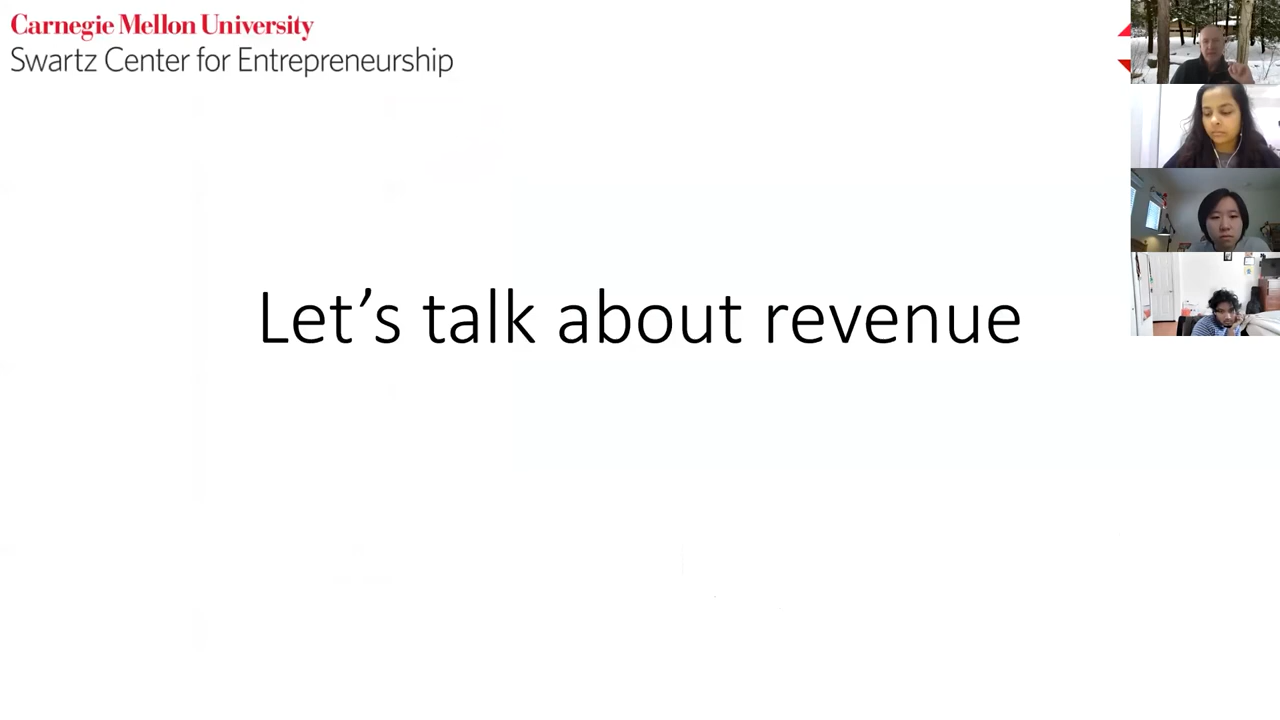 Carnegie Mellon University
Swartz Center for Entrepreneurship
Let’s talk about revenue